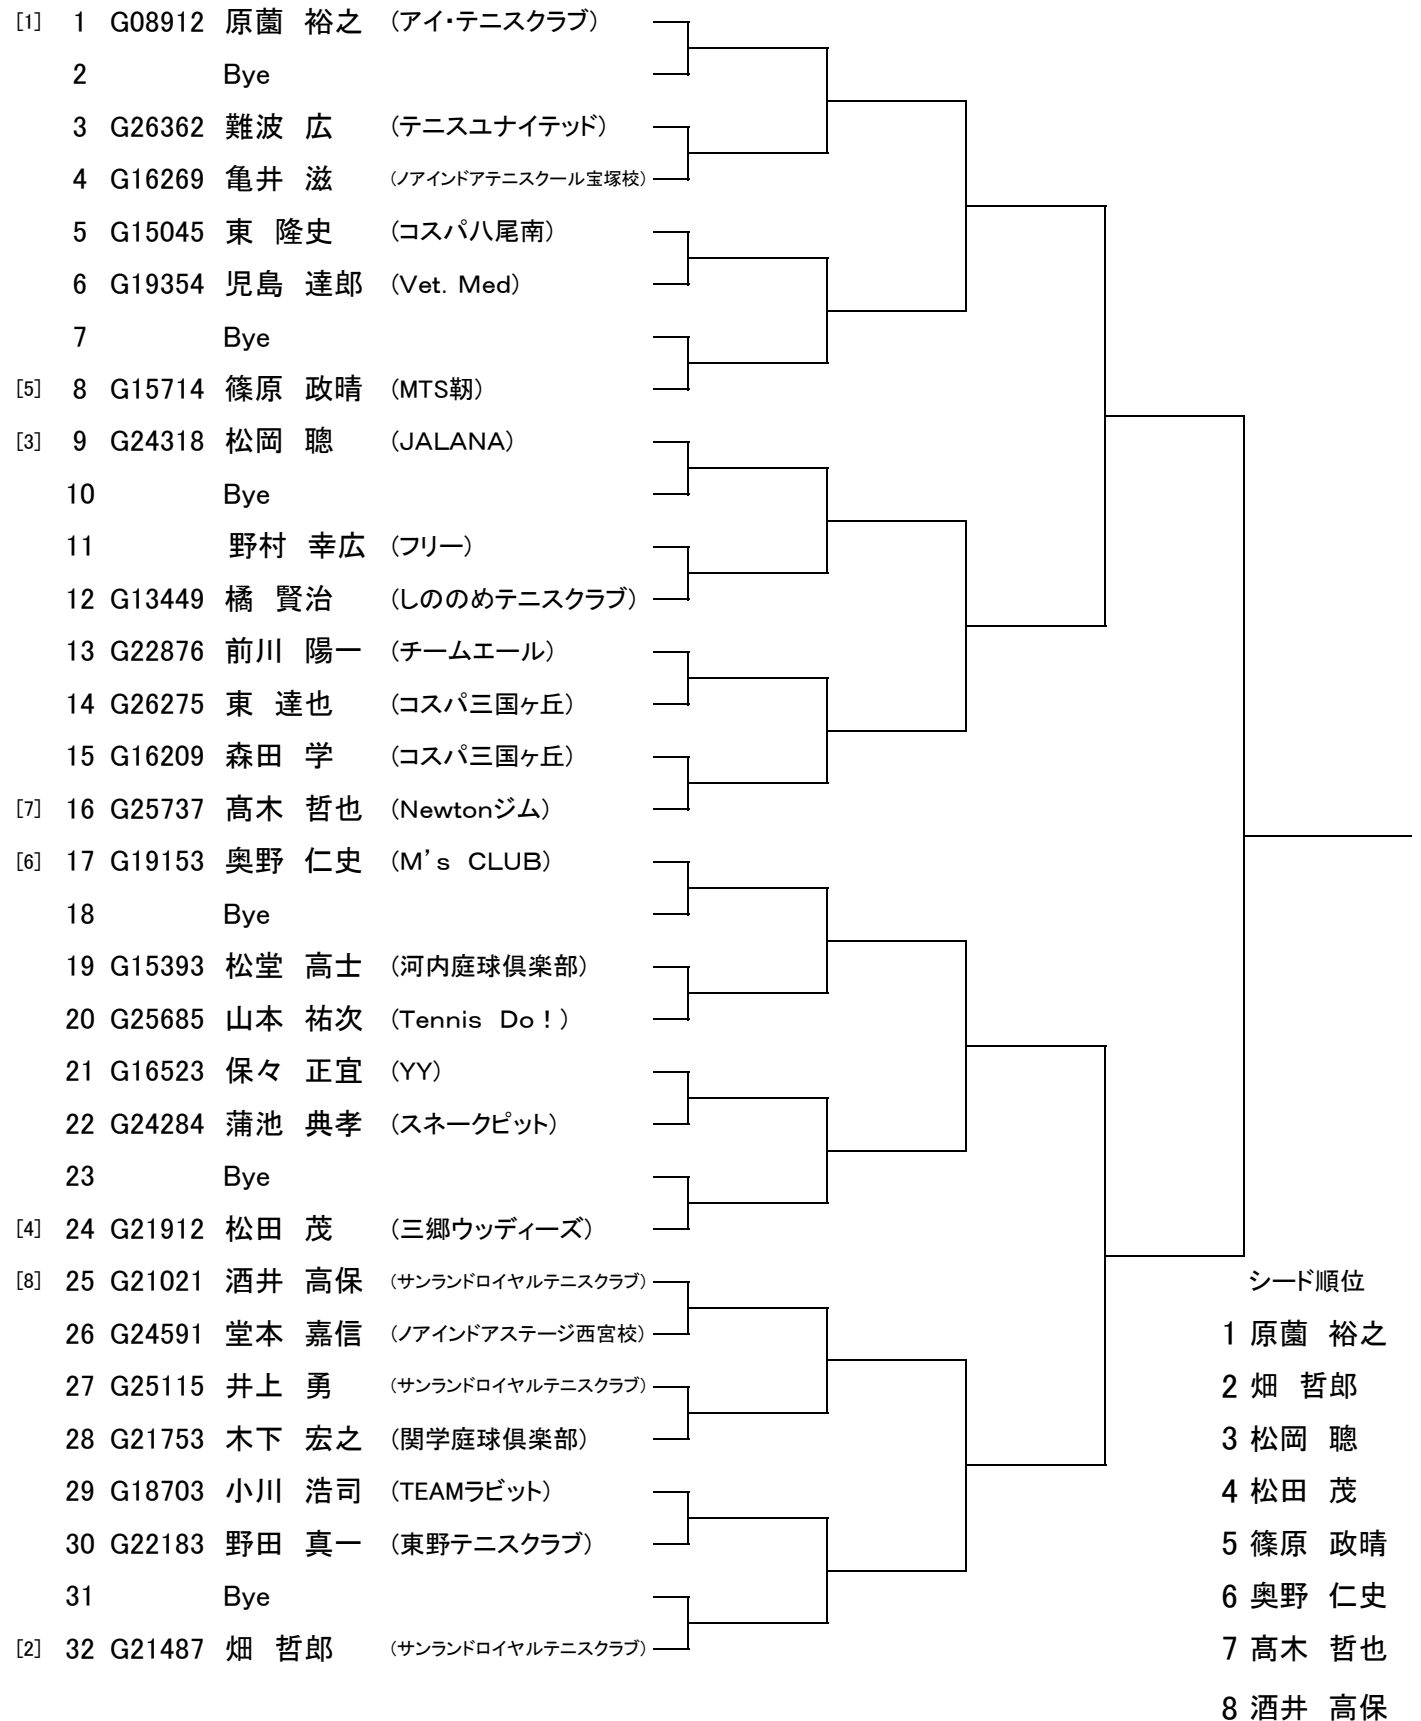 [1] 1 G08912 原薗 裕之 (アイ・テニスクラブ)
2 Bye
3 G26362 難波 広 (テニスユナイテッド)
4 G16269 亀井 滋 (ノアインドアテニスクール宝塚校)
5 G15045 東 隆史 (コスパ八尾南)
6 G19354 児島 達郎 (Vet. Med)
7 Bye
[5] 8 G15714 篠原 政晴 (MTS靭)
[3] 9 G24318 松岡 聰 (JALANA)
10 Bye
11 野村 幸広 (フリー)
12 G13449 橘 賢治 (しののめテニスクラブ)
13 G22876 前川 陽一 (チームエール)
14 G26275 東 達也 (コスパ三国ヶ丘)
15 G16209 森田 学 (コスパ三国ヶ丘)
[7] 16 G25737 髙木 哲也 (Newtonジム)
[6] 17 G19153 奥野 仁史 (M's CLUB)
18 Bye
19 G15393 松堂 高士 (河内庭球倶楽部)
20 G25685 山本 祐次 (Tennis Do!)
21 G16523 保々 正宜 (YY)
22 G24284 蒲池 典孝 (スネークピット)
23 Bye
[4] 24 G21912 松田 茂 (三郷ウッディーズ)
[8] 25 G21021 酒井 高保 (サンランドロイヤルテニスクラブ)
シード順位
26 G24591 堂本 嘉信 (ノアインドアステージ西宮校)
1 原薗 裕之
27 G25115 井上 勇 (サンランドロイヤルテニスクラブ)
2 畑 哲郎
28 G21753 木下 宏之 (関学庭球倶楽部)
3 松岡 聰
29 G18703 小川 浩司 (TEAMラビット)
4 松田 茂
30 G22183 野田 真一 (東野テニスクラブ)
5 篠原 政晴
31 Bye
6 奥野 仁史
[2] 32 G21487 畑 哲郎 (サンランドロイヤルテニスクラブ)
7 髙木 哲也
8 酒井 高保